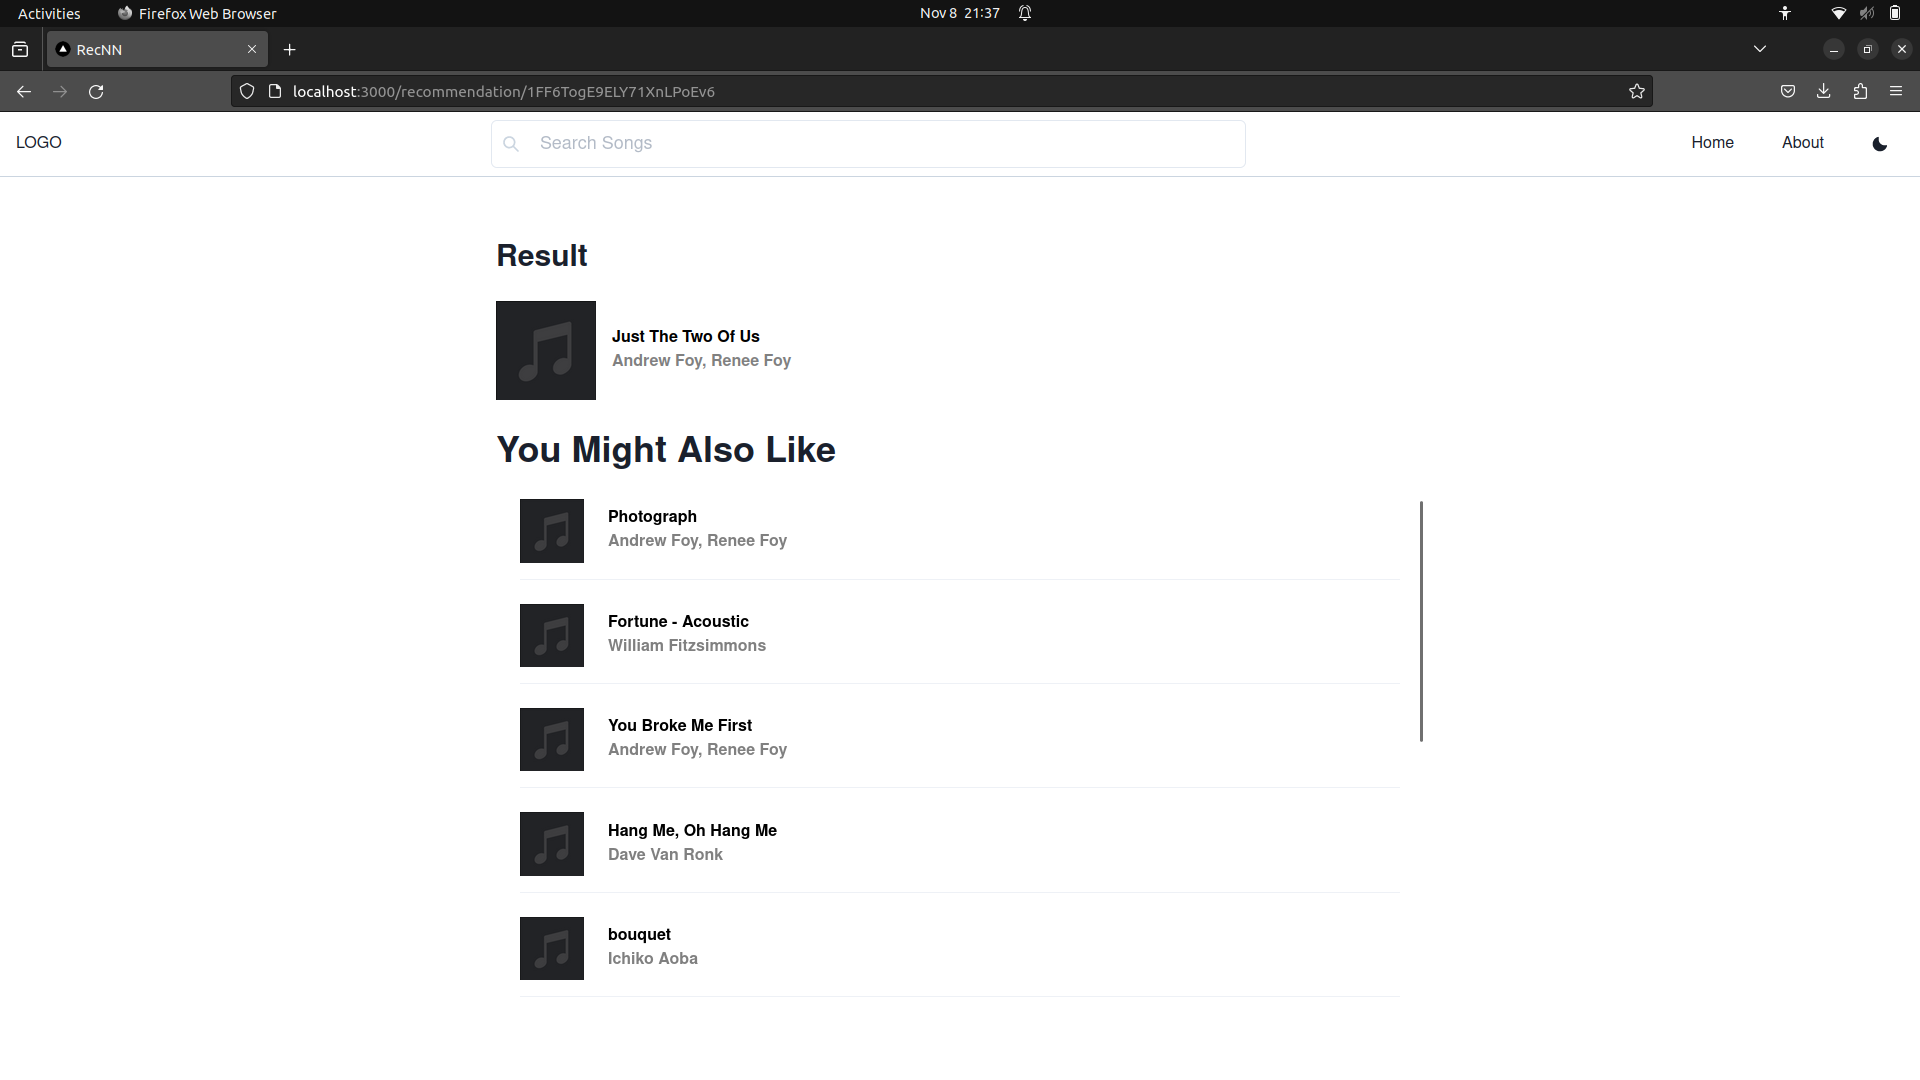 Activities
Firefox Web Browser
Nov 8 21:37
RecNN
localhost:3000/recommendation/1FF6TogE9ELY71XnLPoEv6
LOGO
Search Songs
Home
About
Result
Just The Two Of Us
Andrew Foy, Renee Foy
You Might Also Like
Photograph
Andrew Foy, Renee Foy
Fortune - Acoustic
William Fitzsimmons
You Broke Me First
Andrew Foy, Renee Foy
Hang Me, Oh Hang Me
Dave Van Ronk
bouquet
Ichiko Aoba